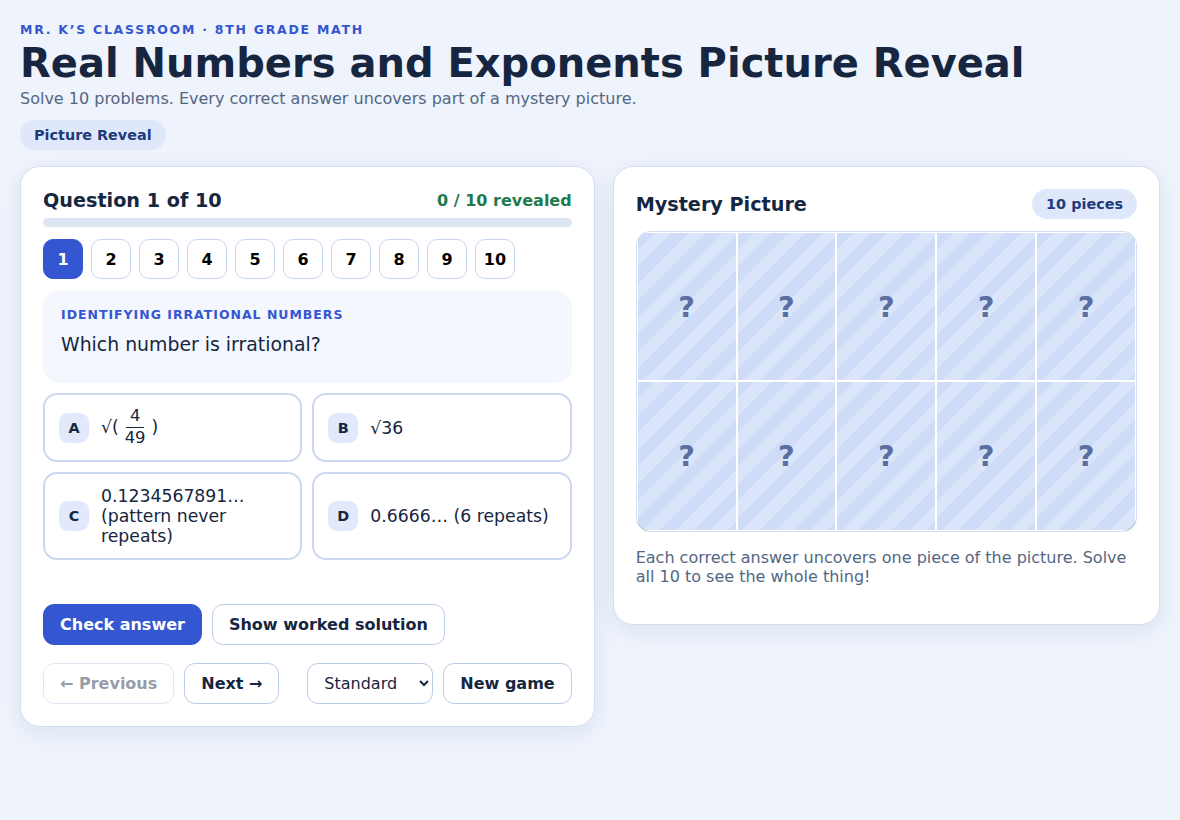 MR. K’S CLASSROOM · 8TH GRADE MATH
Real Numbers and Exponents Picture Reveal
Solve 10 problems. Every correct answer uncovers part of a mystery picture.
Picture Reveal
Question 1 of 10
0 / 10 revealed
1 2 3 4 5 6 7 8 9 10
IDENTIFYING IRRATIONAL NUMBERS
Which number is irrational?
A √( 4/49 )
B √36
C 0.1234567891…
(pattern never
repeats)
D 0.6666… (6 repeats)
Check answer
Show worked solution
← Previous
Next →
Standard
New game
Mystery Picture
10 pieces
? ? ? ? ?
? ? ? ? ?
Each correct answer uncovers one piece of the picture. Solve
all 10 to see the whole thing!